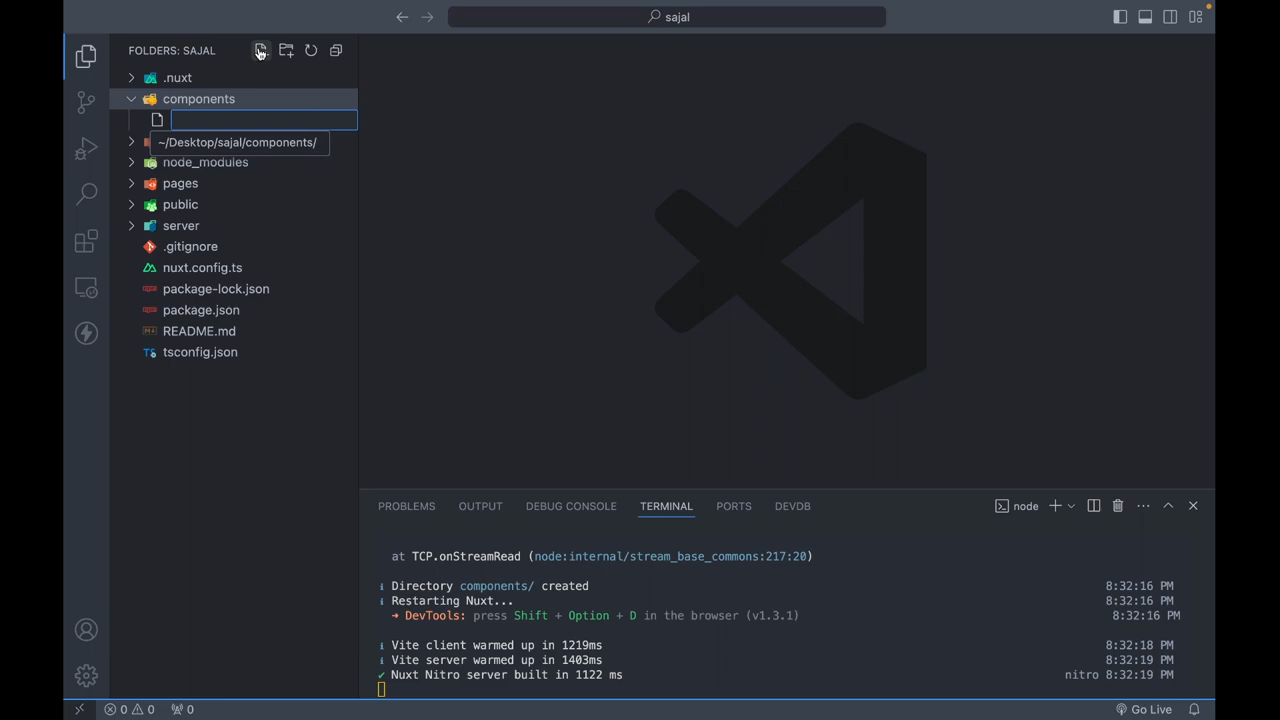 sajal
FOLDERS: SAJAL
.nuxt
components
~/Desktop/sajal/components/
node_modules
pages
public
server
.gitignore
nuxt.config.ts
package-lock.json
package.json
README.md
tsconfig.json
PROBLEMS OUTPUT DEBUG CONSOLE TERMINAL PORTS DEVDB node
at TCP.onStreamRead (node:internal/stream_base_commons:217:20)
ℹ Directory components/ created 8:32:16 PM
ℹ Restarting Nuxt... 8:32:16 PM
➜ DevTools: press Shift + Option + D in the browser (v1.3.1) 8:32:16 PM
ℹ Vite client warmed up in 1219ms 8:32:18 PM
ℹ Vite server warmed up in 1403ms 8:32:19 PM
✔ Nuxt Nitro server built in 1122 ms nitro 8:32:19 PM
0 0 0 Go Live